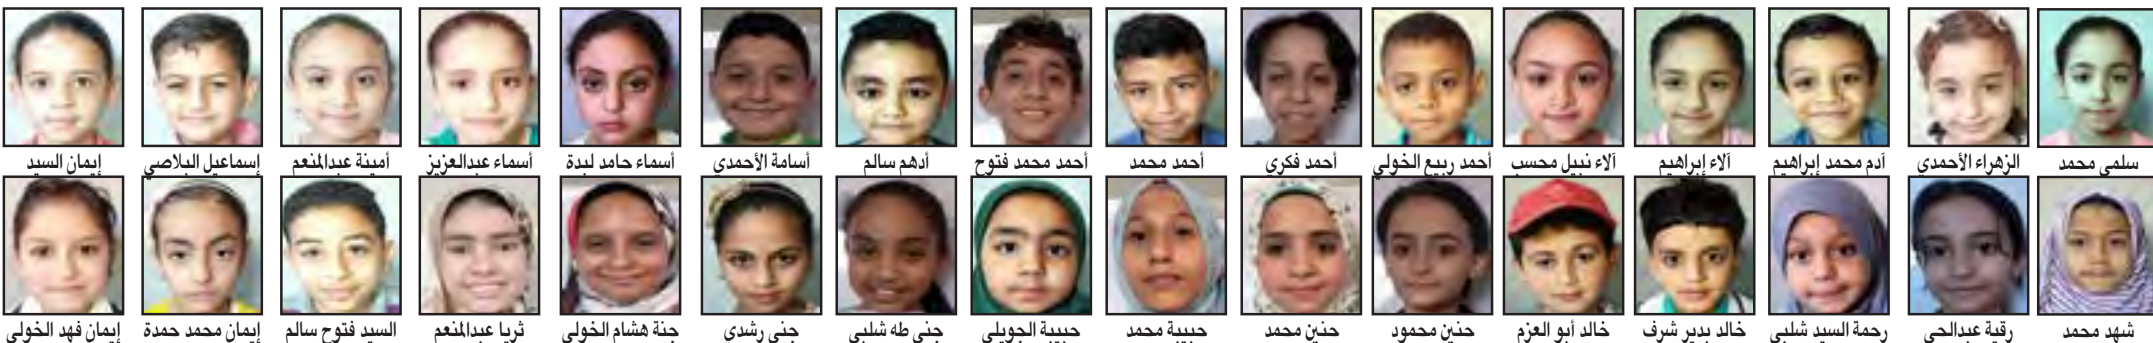 سلمى محمد الزهراء الأحمدي آدم محمد إبراهيم آلاء إبراهيم آلاء نبيل محسب أحمد ربيع الخولي أحمد فكري أحمد محمد أحمد محمد فتوح أدهم سالم أسامة الأحمدي أسماء حامد لبدة أسماء عبدالعزيز أمينة عبدالمنعم إسماعيل البلاصي إيمان السيد
شهد محمد رقية عبدالحي رحمة السيد شلبي خالد بدير شرف خالد أبو العزم حنين محمود حنين محمد حبيبة محمد حبيبة الحويلي جنى طه شلبي جنى رشدي جنة هشام الخولي ثريا عبدالمنعم السيد فتوح سالم إيمان محمد حمدة إيمان فهد الخولي